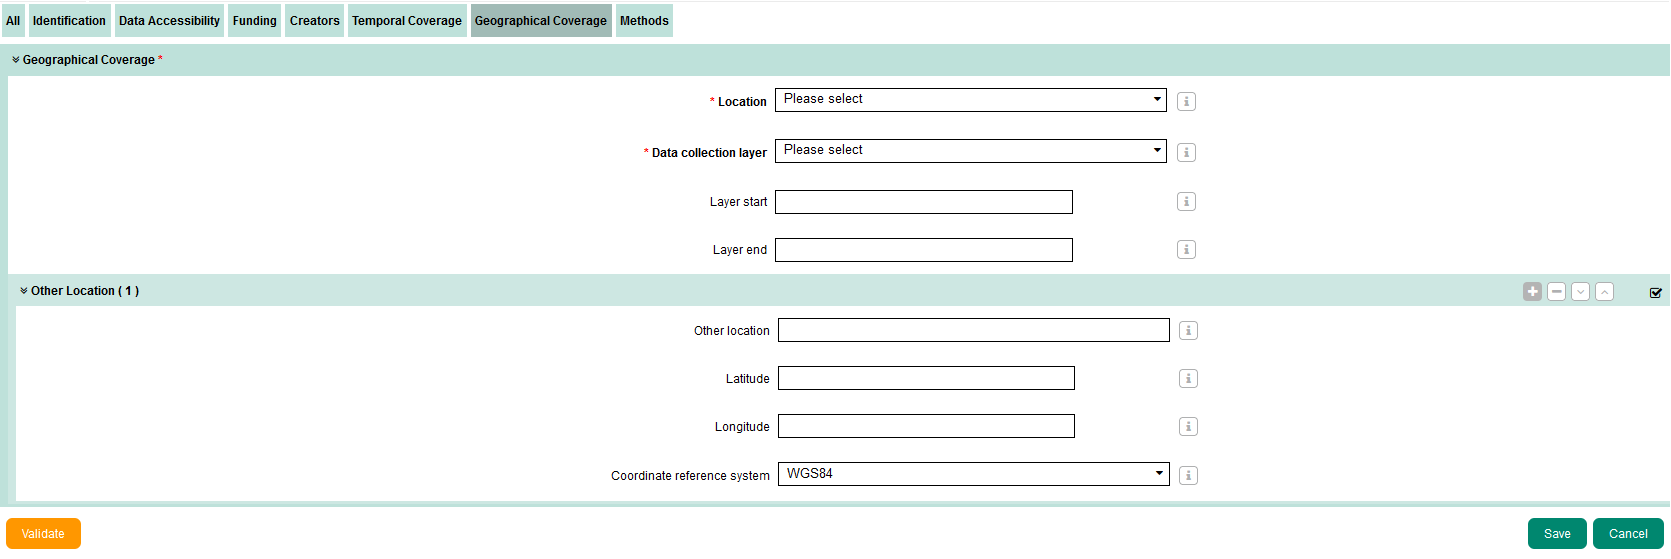 All Identification Data Accessibility Funding Creators Temporal Coverage Geographical Coverage Methods
Geographical Coverage *
* Location Please select
* Data collection layer Please select
Layer start
Layer end
Other Location ( 1 )
Other location
Latitude
Longitude
Coordinate reference system WGS84
Validate Save Cancel